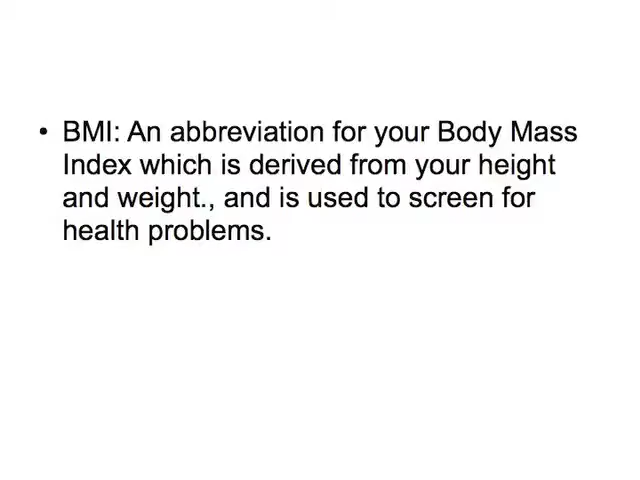 • BMI: An abbreviation for your Body Mass
Index which is derived from your height
and weight., and is used to screen for
health problems.